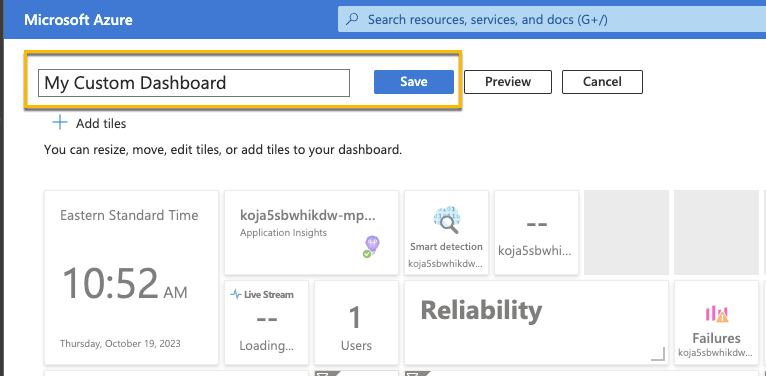 Microsoft Azure
Search resources, services, and docs (G+/)
My Custom Dashboard
Save
Preview
Cancel
Add tiles
You can resize, move, edit tiles, or add tiles to your dashboard.
Eastern Standard Time
10:52 AM
Thursday, October 19, 2023
koja5sbwhikdw-mp...
Application Insights
Smart detection
koja5sbwhikdw...
--
koja5sbwhi...
Live Stream
--
Loading...
1
Users
Reliability
Failures
koja5sbwhikdw...